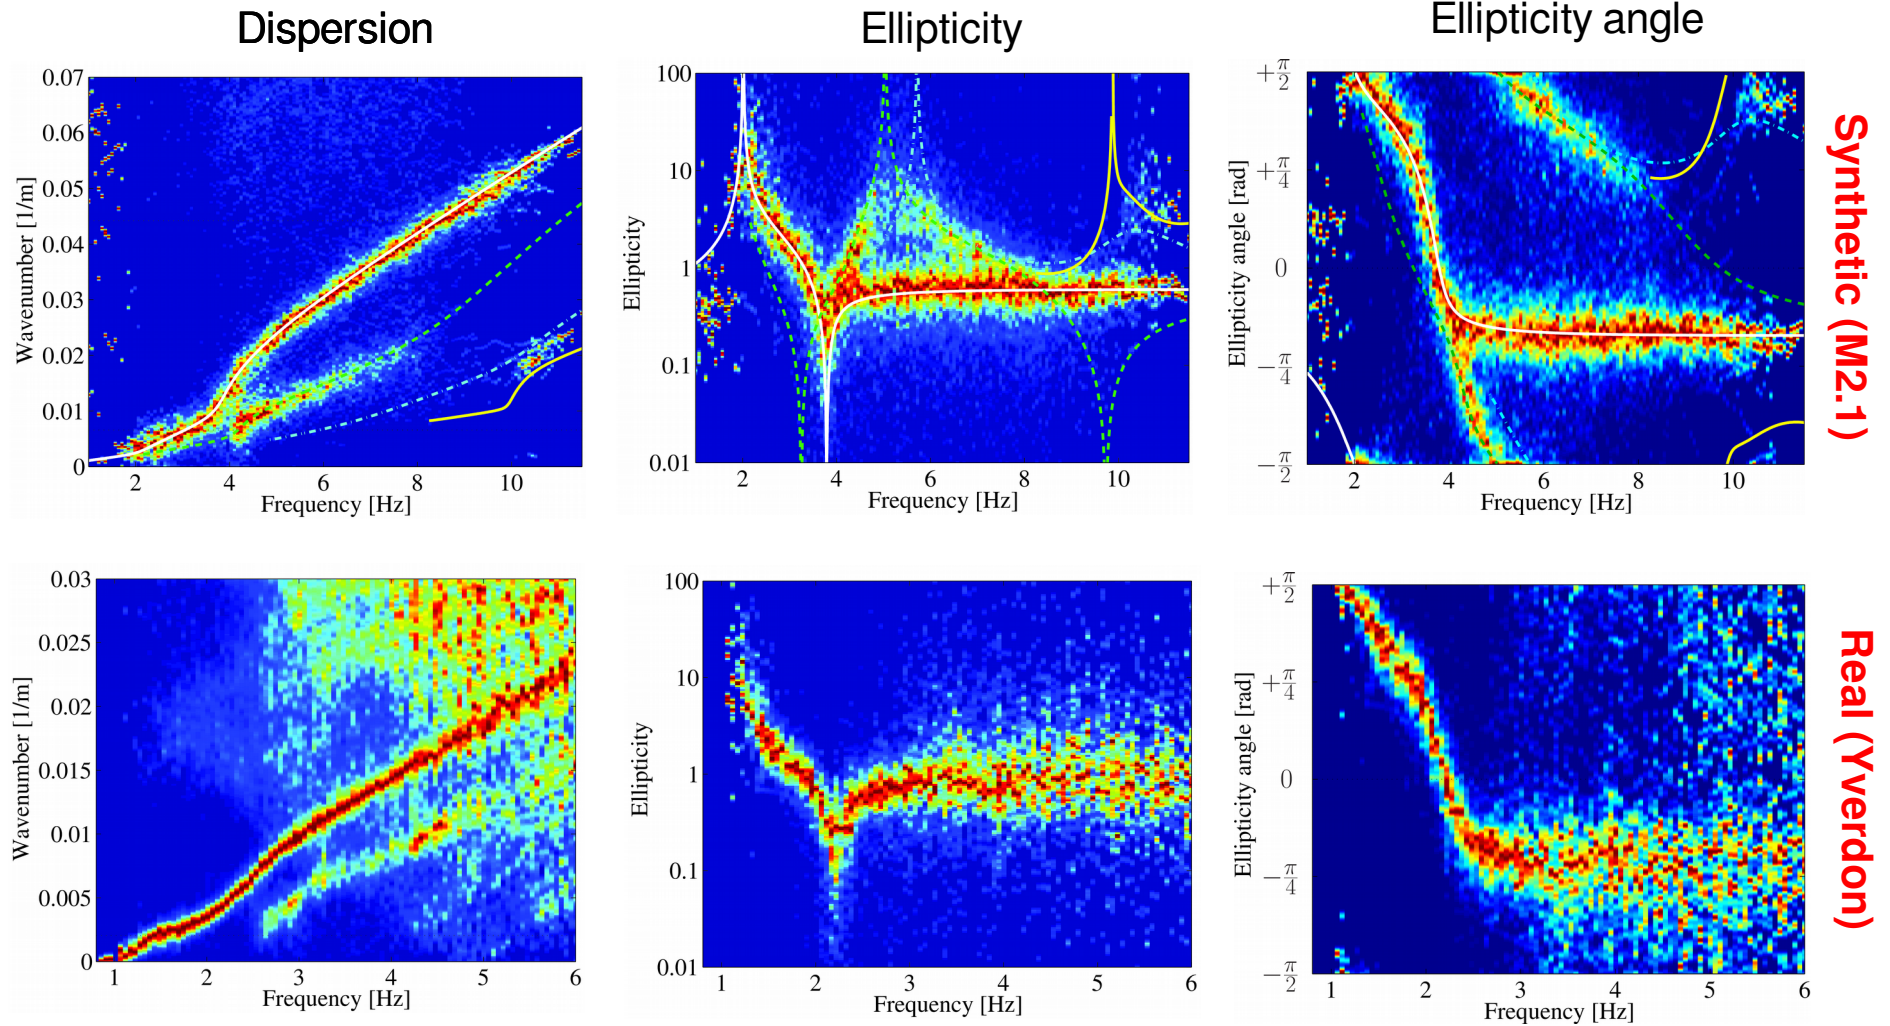 Dispersion
Ellipticity
Ellipticity angle
0.07
0.06
0.05
0.04
0.03
0.02
0.01
0
Wavenumber [1/m]
2 4 6 8 10
Frequency [Hz]
100
10
1
0.1
0.01
Ellipticity
2 4 6 8 10
Frequency [Hz]
+π/2
+π/4
0
−π/4
−π/2
Ellipticity angle [rad]
2 4 6 8 10
Frequency [Hz]
Synthetic (M2.1)
0.03
0.025
0.02
0.015
0.01
0.005
0
Wavenumber [1/m]
1 2 3 4 5 6
Frequency [Hz]
100
10
1
0.1
0.01
Ellipticity
1 2 3 4 5 6
Frequency [Hz]
+π/2
+π/4
0
−π/4
−π/2
Ellipticity angle [rad]
1 2 3 4 5 6
Frequency [Hz]
Real (Yverdon)